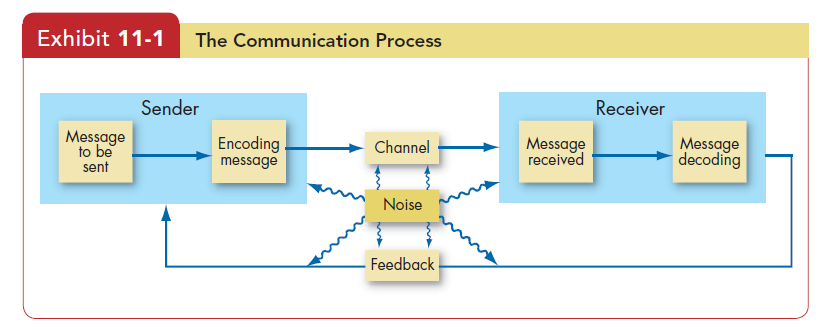 Exhibit 11-1
The Communication Process
Sender
Message
to be
sent
Encoding
message
Channel
Noise
Feedback
Receiver
Message
received
Message
decoding